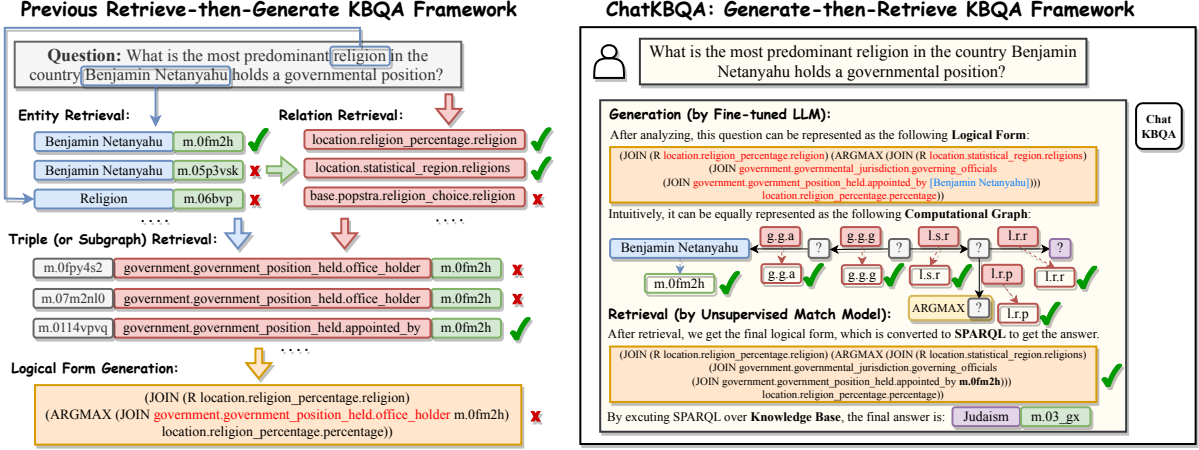 Previous Retrieve-then-Generate KBQA Framework
Question: What is the most predominant religion in the
country Benjamin Netanyahu holds a governmental position?
Entity Retrieval:
Relation Retrieval:
Benjamin Netanyahu m.0fm2h
location.religion_percentage.religion
Benjamin Netanyahu m.05p3vsk
location.statistical_region.religions
Religion m.06bvp
base.popstra.religion_choice.religion
....
....
Triple (or Subgraph) Retrieval:
m.0fpy4s2 government.government_position_held.office_holder m.0fm2h
m.07m2nl0 government.government_position_held.office_holder m.0fm2h
m.0114vpvq government.government_position_held.appointed_by m.0fm2h
....
Logical Form Generation:
(JOIN (R location.religion_percentage.religion)
(ARGMAX (JOIN government.government_position_held.office_holder m.0fm2h)
location.religion_percentage.percentage))
ChatKBQA: Generate-then-Retrieve KBQA Framework
What is the most predominant religion in the country Benjamin
Netanyahu holds a governmental position?
Chat
KBQA
Generation (by Fine-tuned LLM):
After analyzing, this question can be represented as the following Logical Form:
(JOIN (R location.religion_percentage.religion) (ARGMAX (JOIN (R location.statistical_region.religions)
(JOIN government.governmental_jurisdiction.governing_officials
(JOIN government.government_position_held.appointed_by [Benjamin Netanyahu])))
location.religion_percentage.percentage))
Intuitively, it can be equally represented as the following Computational Graph:
Benjamin Netanyahu g.g.a ? g.g.g ? l.s.r ? l.r.r ?
m.0fm2h g.g.a g.g.g l.s.r l.r.p l.r.r
ARGMAX ? l.r.p
Retrieval (by Unsupervised Match Model):
After retrieval, we get the final logical form, which is converted to SPARQL to get the answer.
(JOIN (R location.religion_percentage.religion) (ARGMAX (JOIN (R location.statistical_region.religions)
(JOIN government.governmental_jurisdiction.governing_officials
(JOIN government.government_position_held.appointed_by m.0fm2h)))
location.religion_percentage.percentage))
By excuting SPARQL over Knowledge Base, the final answer is: Judaism m.03_gx